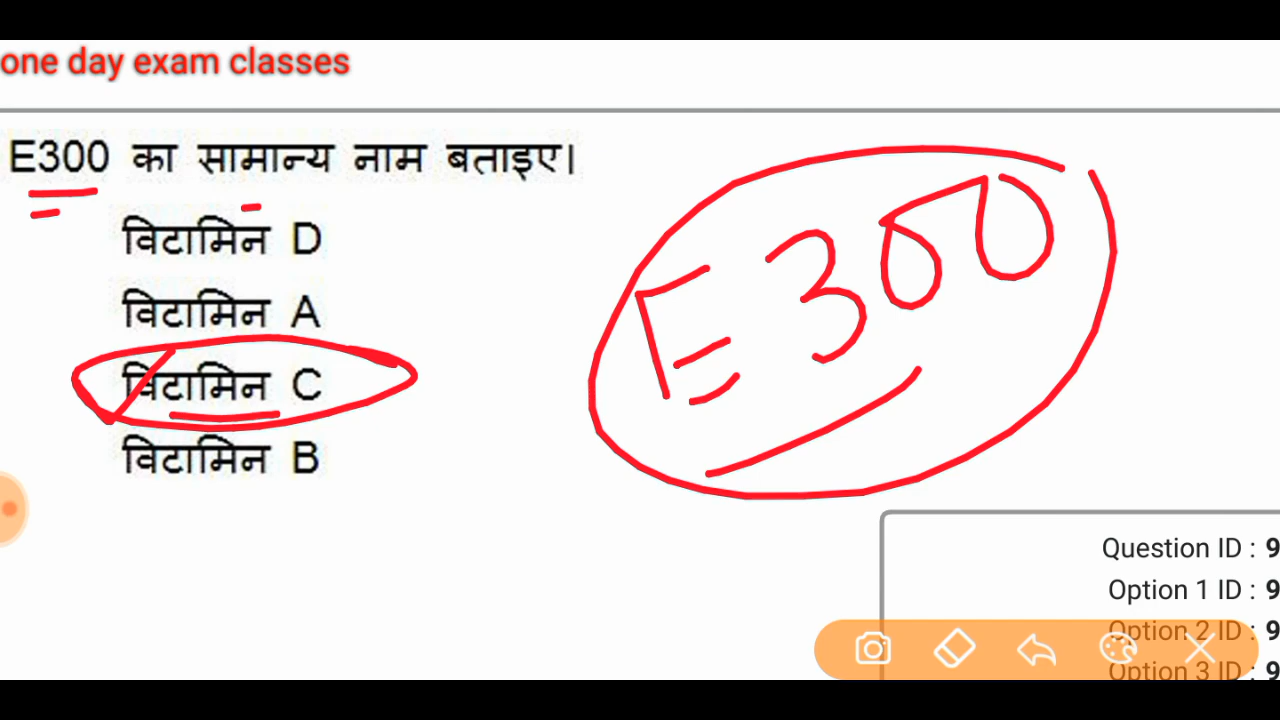 one day exam classes
E300 का सामान्य नाम बताइए।
E 300
विटामिन D
विटामिन A
विटामिन C
विटामिन B
Question ID : 9
Option 1 ID : 9
Option 2 ID : 9
Option 3 ID : 9